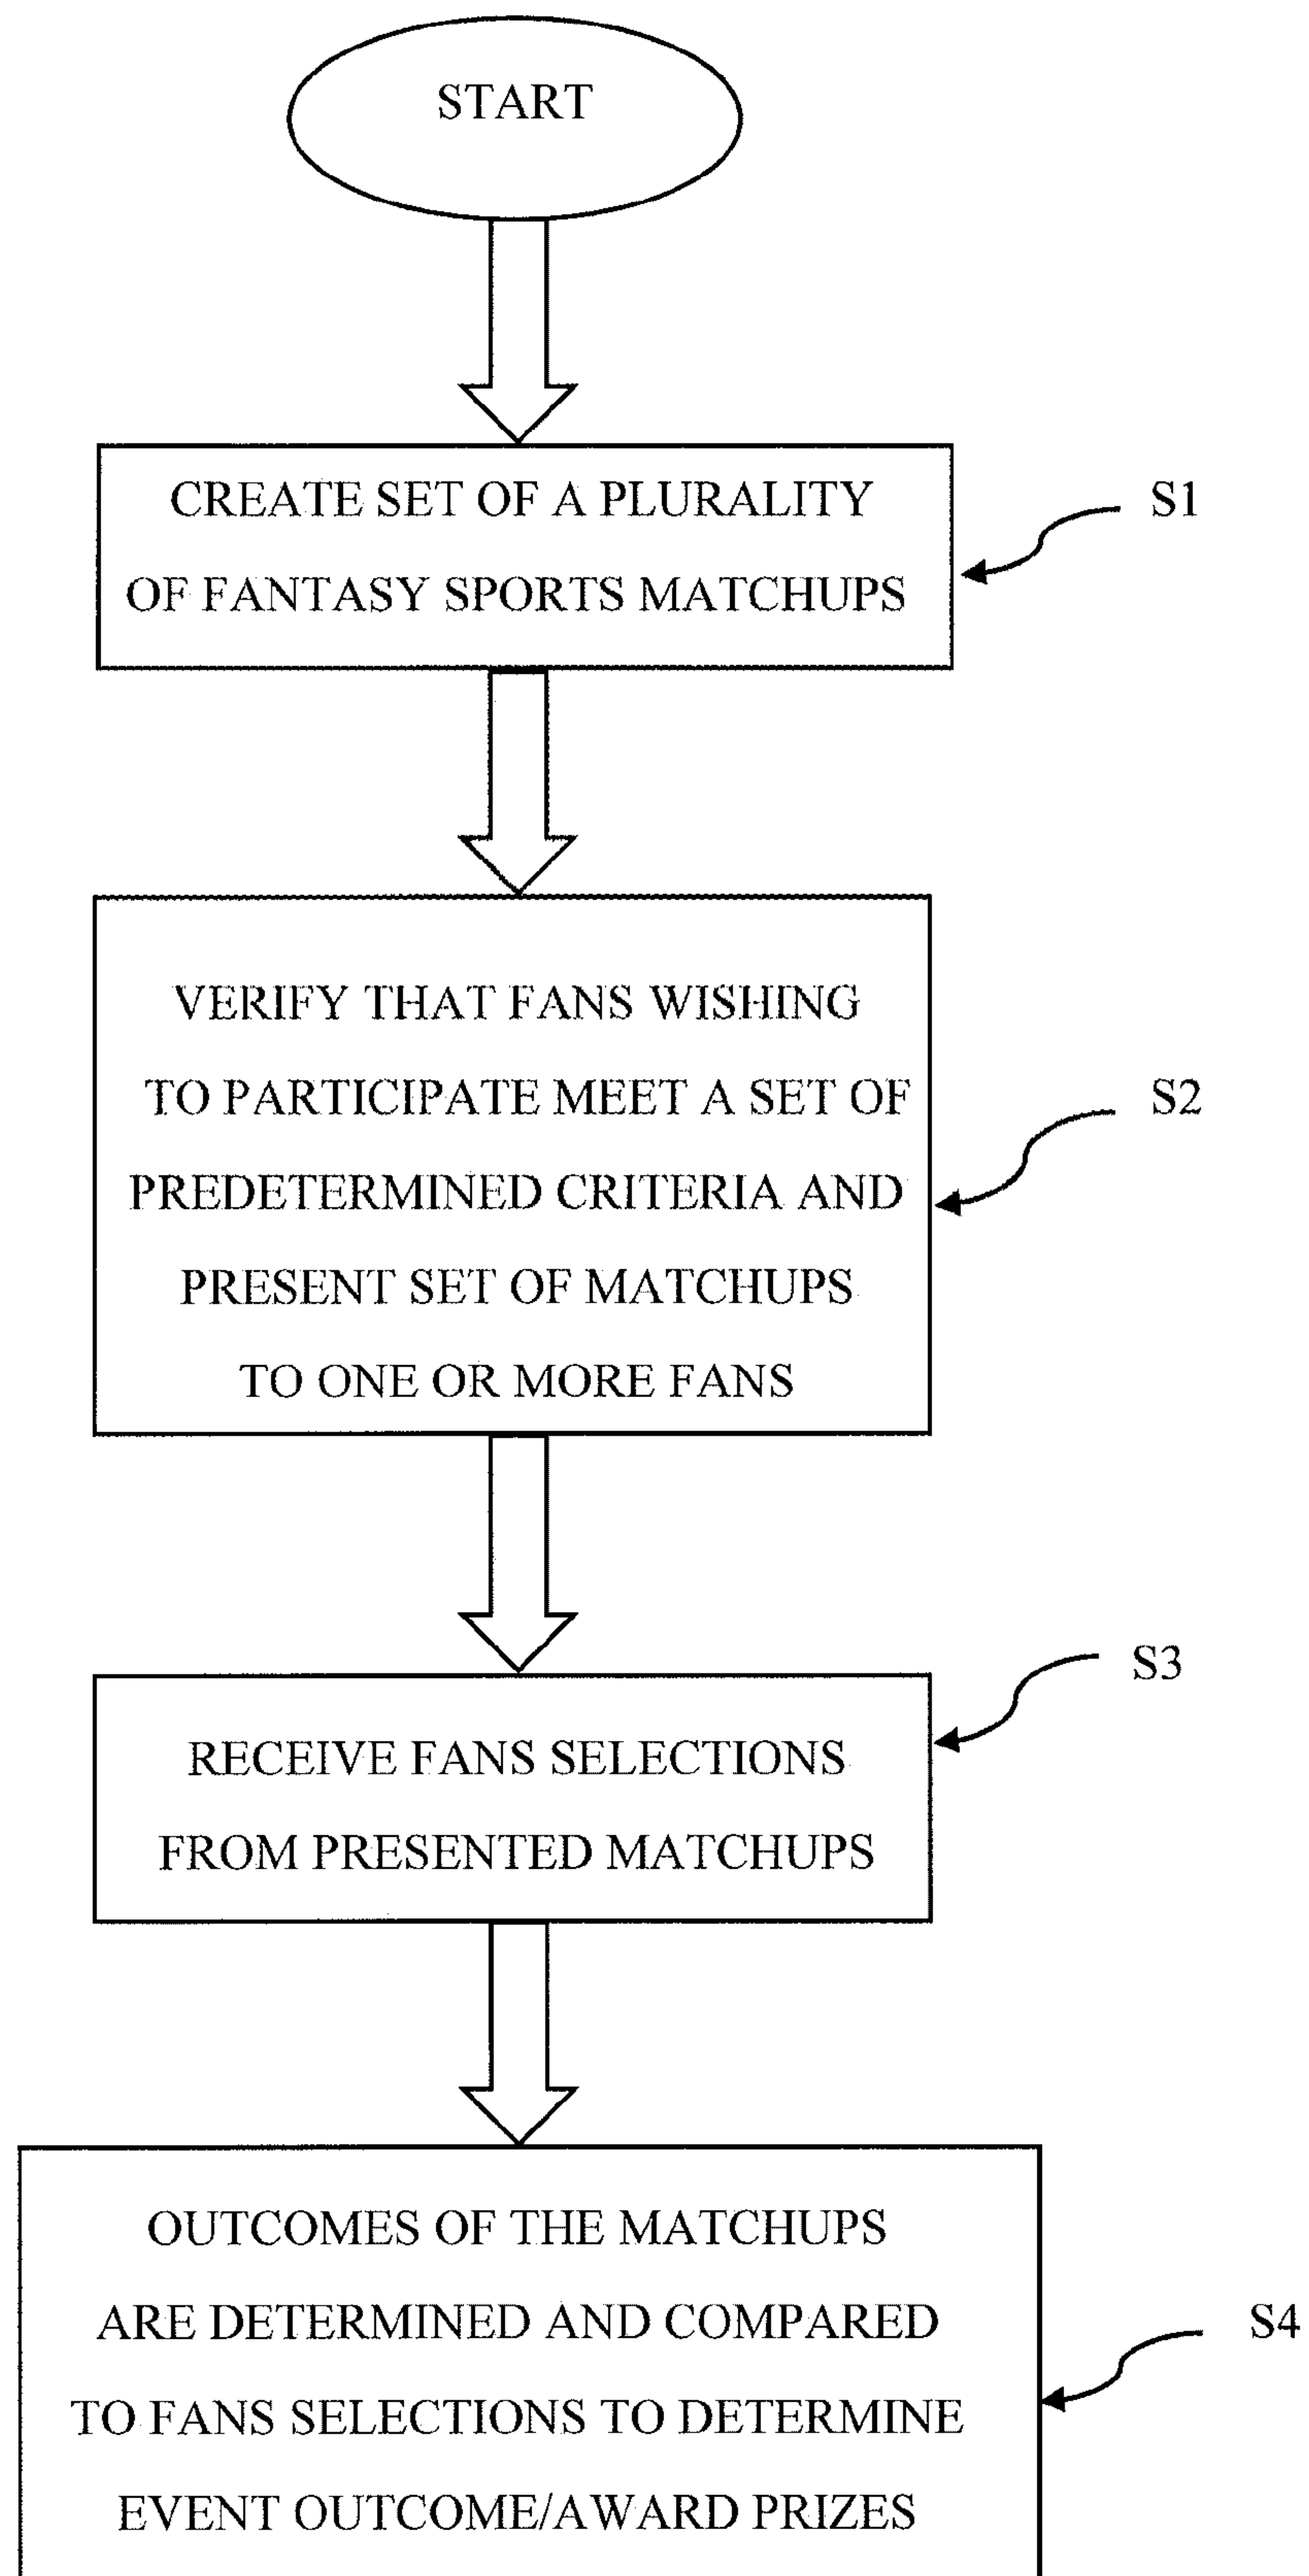 START
CREATE SET OF A PLURALITY
OF FANTASY SPORTS MATCHUPS
S1
VERIFY THAT FANS WISHING
TO PARTICIPATE MEET A SET OF
PREDETERMINED CRITERIA AND
PRESENT SET OF MATCHUPS
TO ONE OR MORE FANS
S2
RECEIVE FANS SELECTIONS
FROM PRESENTED MATCHUPS
S3
OUTCOMES OF THE MATCHUPS
ARE DETERMINED AND COMPARED
TO FANS SELECTIONS TO DETERMINE
EVENT OUTCOME/AWARD PRIZES
S4